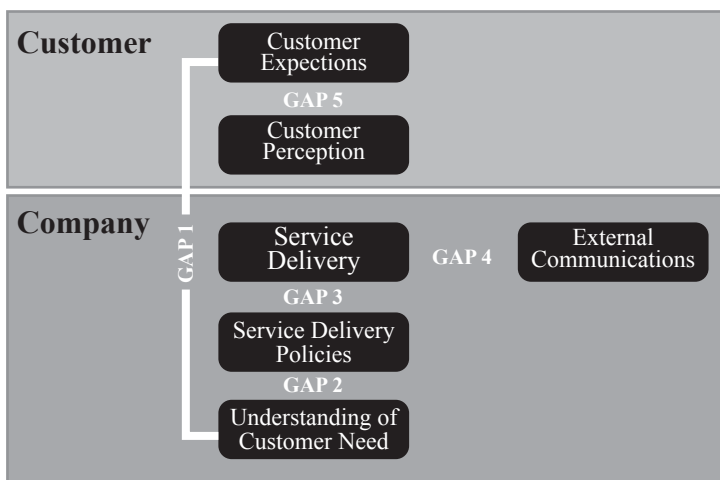 Customer
Customer
Expections
GAP 5
Customer
Perception
Company
GAP 1
Service
Delivery
GAP 4
External
Communications
GAP 3
Service Delivery
Policies
GAP 2
Understanding of
Customer Need